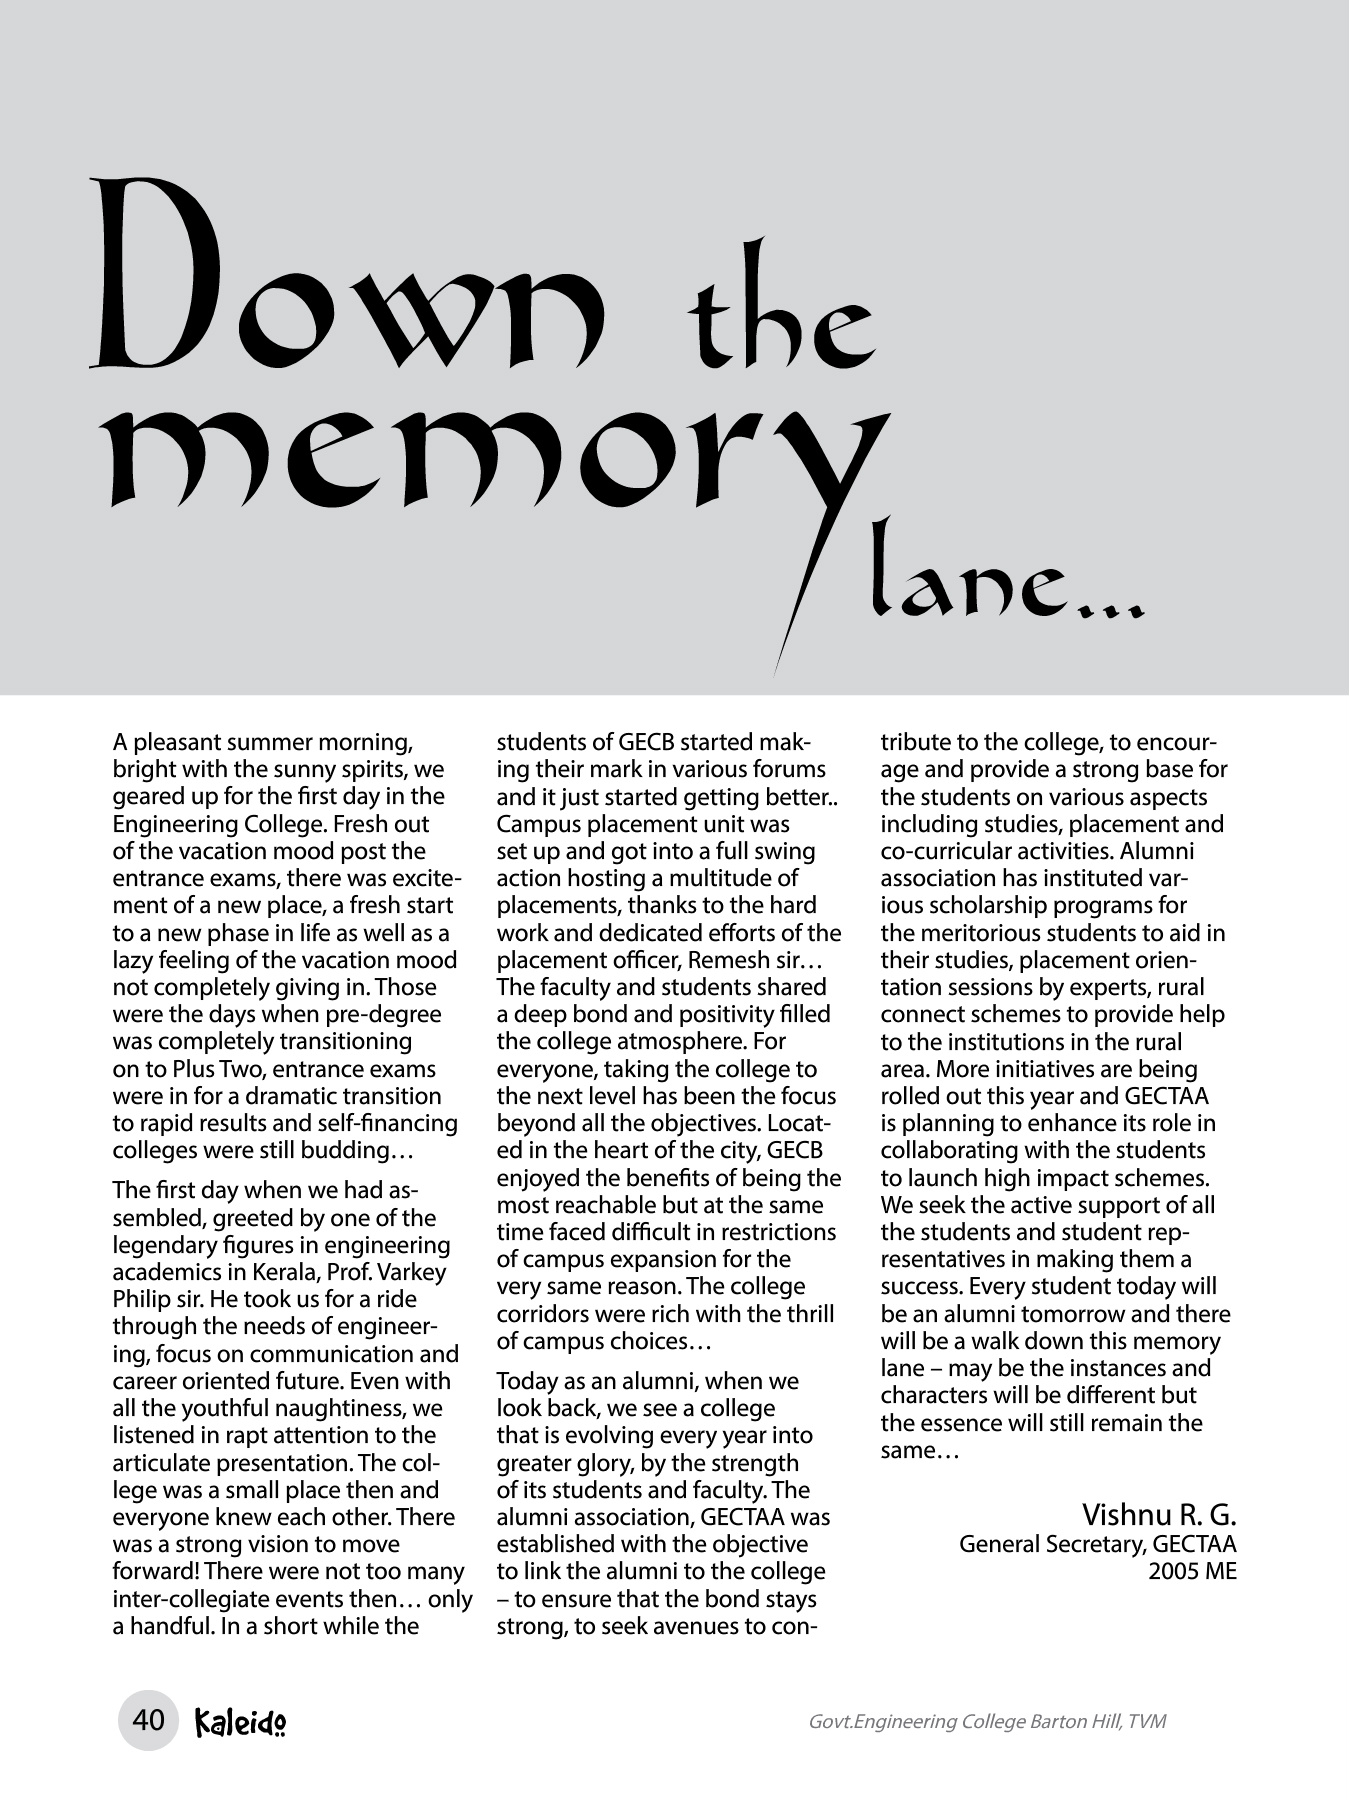 Down the
memory
lane...
A pleasant summer morning,
bright with the sunny spirits, we
geared up for the first day in the
Engineering College. Fresh out
of the vacation mood post the
entrance exams, there was excite-
ment of a new place, a fresh start
to a new phase in life as well as a
lazy feeling of the vacation mood
not completely giving in. Those
were the days when pre-degree
was completely transitioning
on to Plus Two, entrance exams
were in for a dramatic transition
to rapid results and self-financing
colleges were still budding…
The first day when we had as-
sembled, greeted by one of the
legendary figures in engineering
academics in Kerala, Prof. Varkey
Philip sir. He took us for a ride
through the needs of engineer-
ing, focus on communication and
career oriented future. Even with
all the youthful naughtiness, we
listened in rapt attention to the
articulate presentation. The col-
lege was a small place then and
everyone knew each other. There
was a strong vision to move
forward! There were not too many
inter-collegiate events then… only
a handful. In a short while the
students of GECB started mak-
ing their mark in various forums
and it just started getting better..
Campus placement unit was
set up and got into a full swing
action hosting a multitude of
placements, thanks to the hard
work and dedicated efforts of the
placement officer, Remesh sir…
The faculty and students shared
a deep bond and positivity filled
the college atmosphere. For
everyone, taking the college to
the next level has been the focus
beyond all the objectives. Locat-
ed in the heart of the city, GECB
enjoyed the benefits of being the
most reachable but at the same
time faced difficult in restrictions
of campus expansion for the
very same reason. The college
corridors were rich with the thrill
of campus choices…
Today as an alumni, when we
look back, we see a college
that is evolving every year into
greater glory, by the strength
of its students and faculty. The
alumni association, GECTAA was
established with the objective
to link the alumni to the college
– to ensure that the bond stays
strong, to seek avenues to con-
tribute to the college, to encour-
age and provide a strong base for
the students on various aspects
including studies, placement and
co-curricular activities. Alumni
association has instituted var-
ious scholarship programs for
the meritorious students to aid in
their studies, placement orien-
tation sessions by experts, rural
connect schemes to provide help
to the institutions in the rural
area. More initiatives are being
rolled out this year and GECTAA
is planning to enhance its role in
collaborating with the students
to launch high impact schemes.
We seek the active support of all
the students and student rep-
resentatives in making them a
success. Every student today will
be an alumni tomorrow and there
will be a walk down this memory
lane – may be the instances and
characters will be different but
the essence will still remain the
same…
Vishnu R. G.
General Secretary, GECTAA
2005 ME
40 Kaleido
Govt.Engineering College Barton Hill, TVM